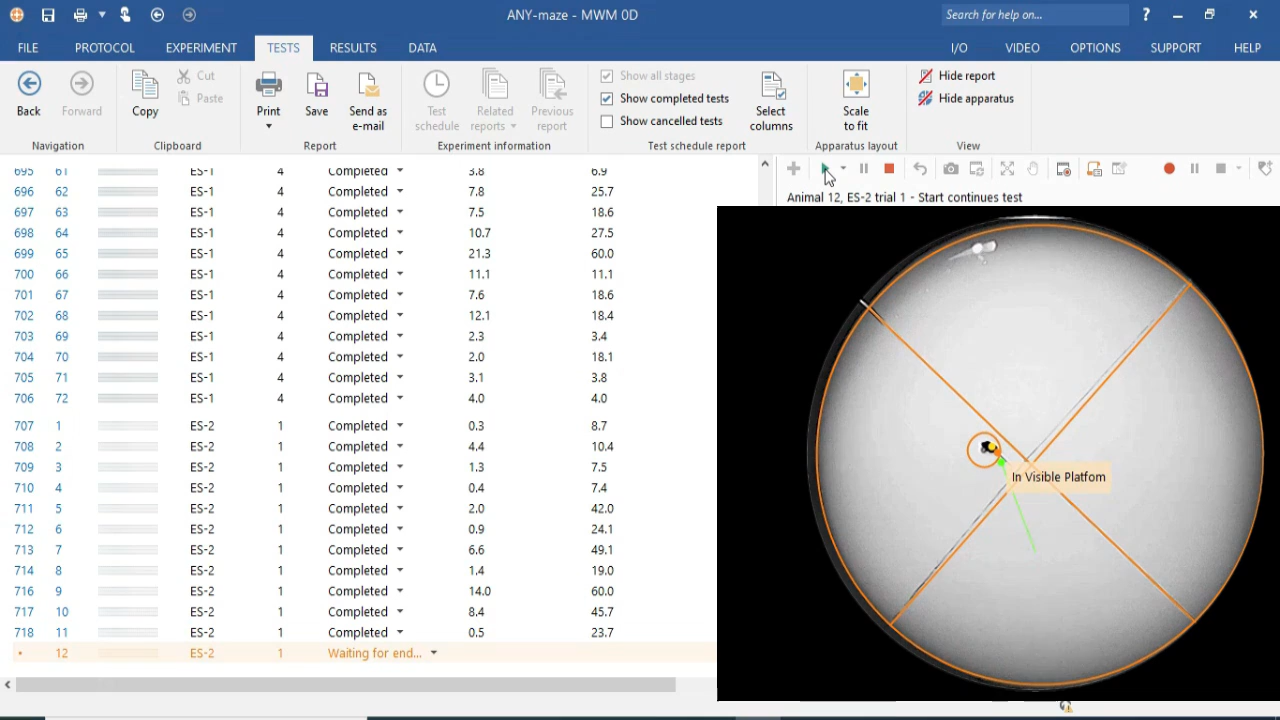 ANY-maze - MWM 0D
Search for help on...
?
FILE PROTOCOL EXPERIMENT TESTS RESULTS DATA I/O VIDEO OPTIONS SUPPORT HELP
Back Forward
Navigation
Copy
Cut
Paste
Clipboard
Print Save Send as e-mail
Report
Test schedule Related reports Previous report
Experiment information
Show all stages
Show completed tests
Show cancelled tests
Select columns
Test schedule report
Scale to fit
Apparatus layout
Hide report
Hide apparatus
View
695 61 ES-1 4 Completed 3.8 6.9
696 62 ES-1 4 Completed 7.8 25.7
697 63 ES-1 4 Completed 7.5 18.6
698 64 ES-1 4 Completed 10.7 27.5
699 65 ES-1 4 Completed 21.3 60.0
700 66 ES-1 4 Completed 11.1 11.1
701 67 ES-1 4 Completed 7.6 18.6
702 68 ES-1 4 Completed 12.1 18.4
703 69 ES-1 4 Completed 2.3 3.4
704 70 ES-1 4 Completed 2.0 18.1
705 71 ES-1 4 Completed 3.1 3.8
706 72 ES-1 4 Completed 4.0 4.0
707 1 ES-2 1 Completed 0.3 8.7
708 2 ES-2 1 Completed 4.4 10.4
709 3 ES-2 1 Completed 1.3 7.5
710 4 ES-2 1 Completed 0.4 7.4
711 5 ES-2 1 Completed 2.0 42.0
712 6 ES-2 1 Completed 0.9 24.1
713 7 ES-2 1 Completed 6.6 49.1
714 8 ES-2 1 Completed 1.4 19.0
716 9 ES-2 1 Completed 14.0 60.0
717 10 ES-2 1 Completed 8.4 45.7
718 11 ES-2 1 Completed 0.5 23.7
12 ES-2 1 Waiting for end...
Animal 12, ES-2 trial 1 - Start continues test
In Visible Platfom